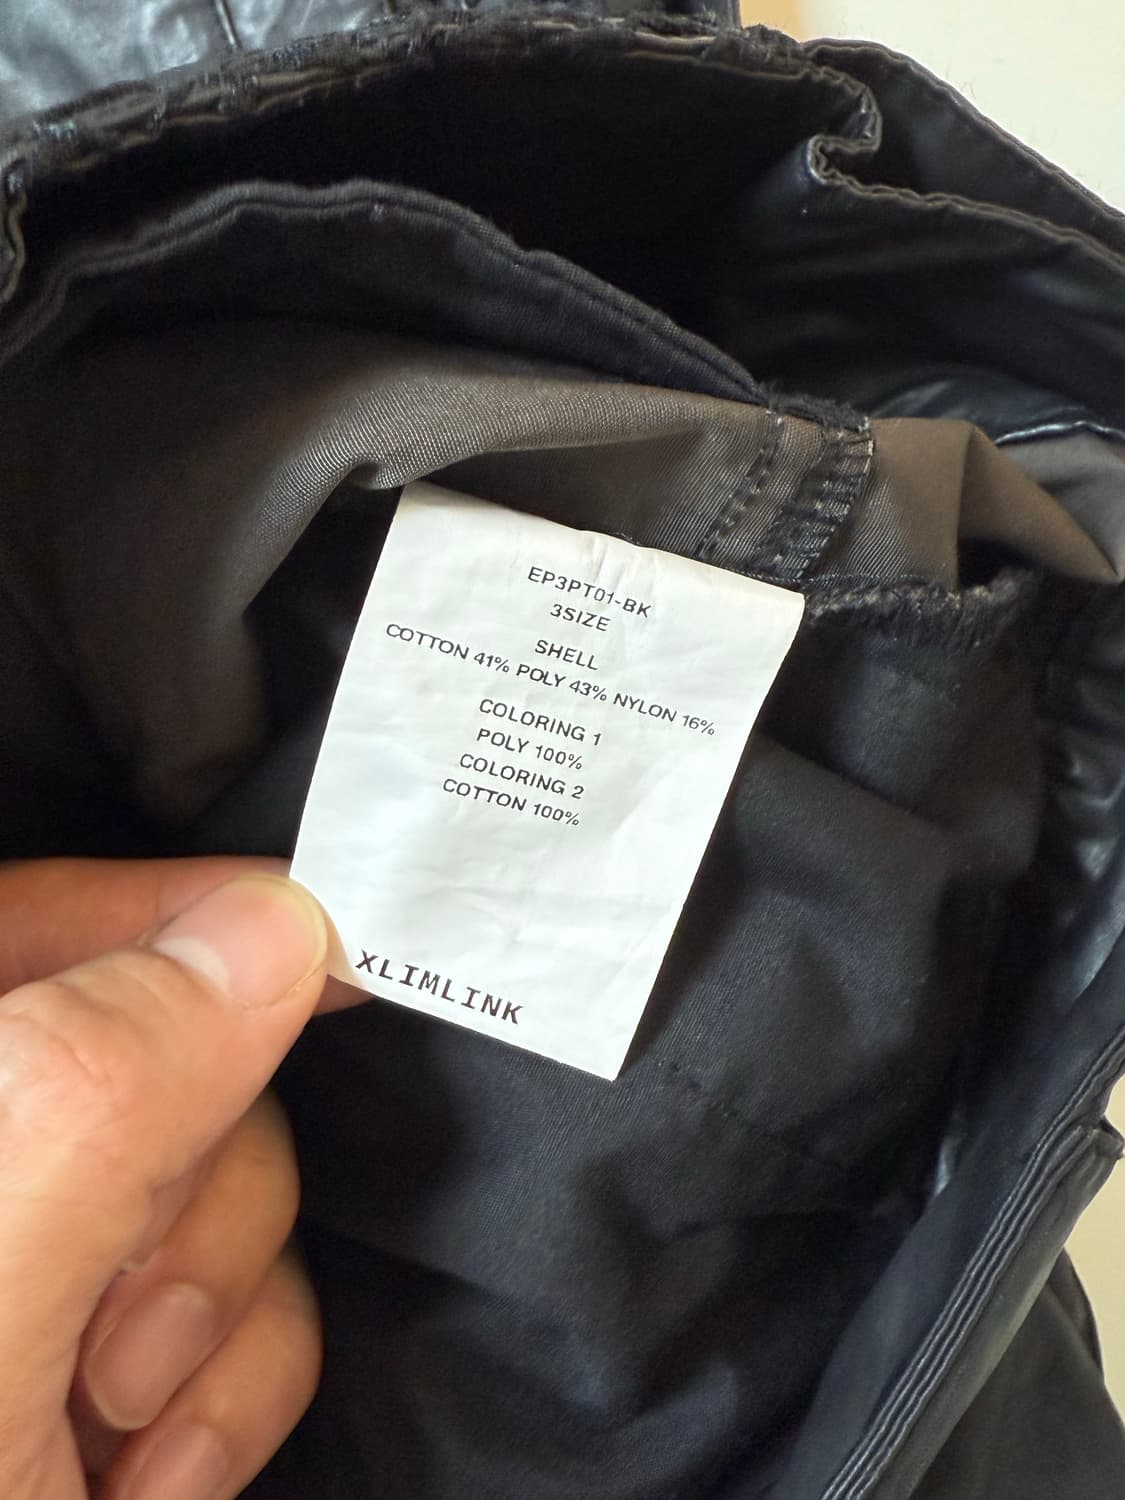 EP3PT01-BK
3SIZE
SHELL
COTTON 41% POLY 43% NYLON 16%
COLORING 1
POLY 100%
COLORING 2
COTTON 100%
XLIMLINK